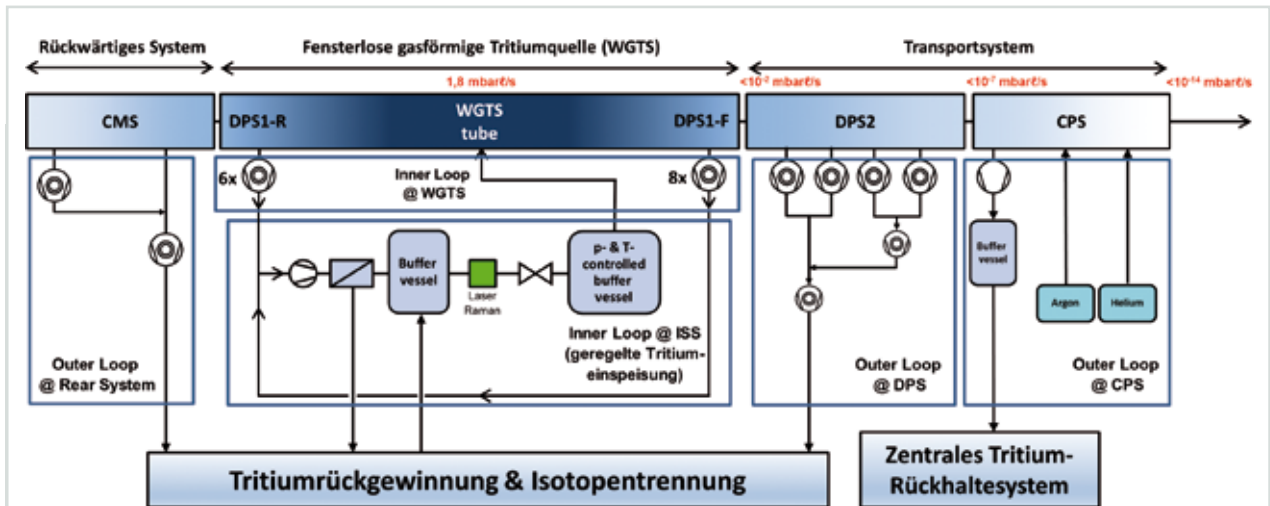 Rückwärtiges System
Fensterlose gasförmige Tritiumquelle (WGTS)
Transportsystem
1,8 mbarℓ/s
<10⁻² mbarℓ/s
<10⁻⁷ mbarℓ/s
<10⁻¹⁴ mbarℓ/s
CMS
DPS1-R
WGTS
tube
DPS1-F
DPS2
CPS
6x
Inner Loop
@ WGTS
8x
Buffer
vessel
Laser
Raman
p- & T-
controlled
buffer
vessel
Buffer
vessel
Argon
Helium
Inner Loop @ ISS
(geregelte Tritium-
einspeisung)
Outer Loop
@ Rear System
Outer Loop
@ DPS
Outer Loop
@ CPS
Tritiumrückgewinnung & Isotopentrennung
Zentrales Tritium-
Rückhaltesystem